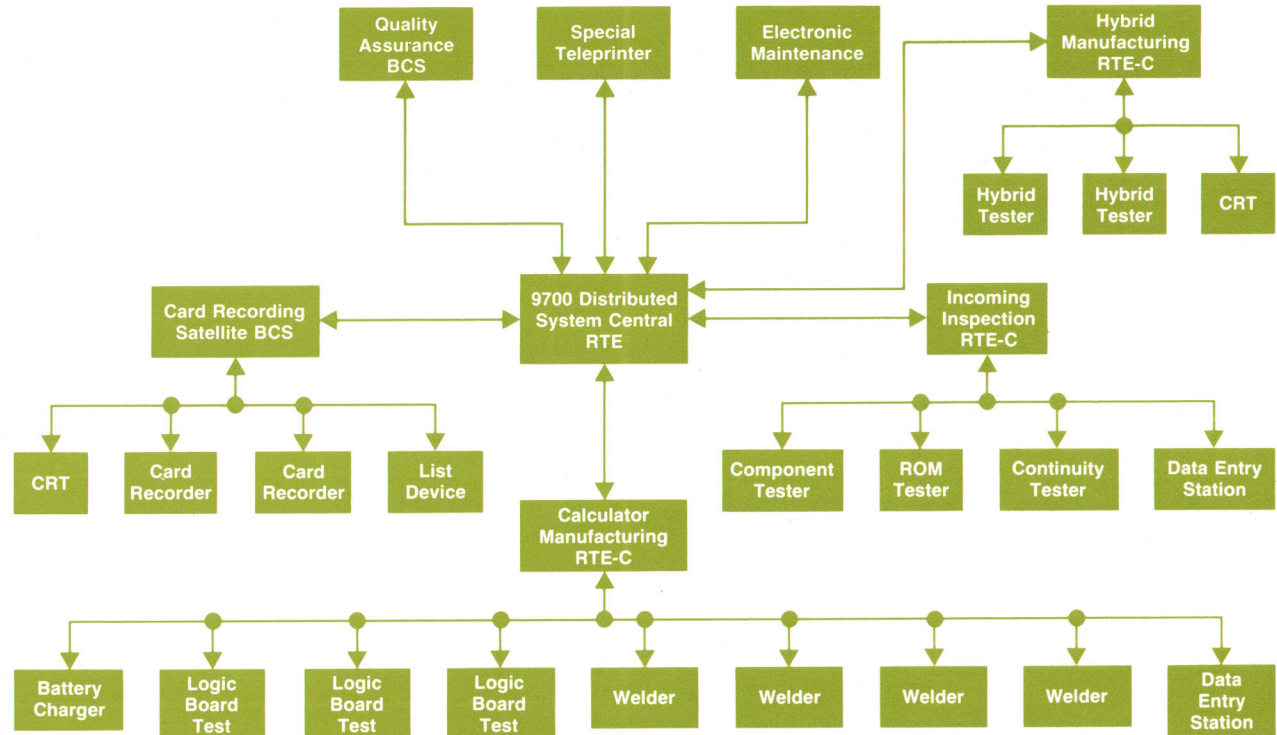 Quality
Assurance
BCS
Special
Teleprinter
Electronic
Maintenance
Hybrid
Manufacturing
RTE-C
Hybrid
Tester
Hybrid
Tester
CRT
Card Recording
Satellite BCS
9700 Distributed
System Central
RTE
Incoming
Inspection
RTE-C
CRT
Card
Recorder
Card
Recorder
List
Device
Component
Tester
ROM
Tester
Continuity
Tester
Data Entry
Station
Calculator
Manufacturing
RTE-C
Battery
Charger
Logic
Board
Test
Logic
Board
Test
Logic
Board
Test
Welder
Welder
Welder
Welder
Data
Entry
Station